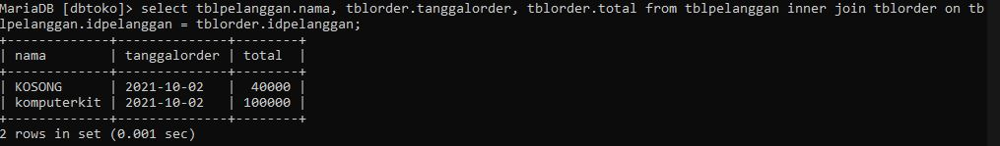 MariaDB [dbtoko]> select tblpelanggan.nama, tblorder.tanggalorder, tblorder.total from tblpelanggan inner join tblorder on tb
lpelanggan.idpelanggan = tblorder.idpelanggan;
+-------------+--------------+--------+
| nama        | tanggalorder | total  |
+-------------+--------------+--------+
| KOSONG      | 2021-10-02   |  40000 |
| komputerkit | 2021-10-02   | 100000 |
+-------------+--------------+--------+
2 rows in set (0.001 sec)